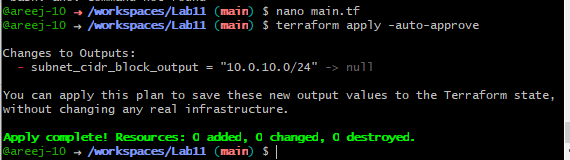 @areej-10 → /workspaces/Lab11 (main) $ nano main.tf
@areej-10 → /workspaces/Lab11 (main) $ terraform apply -auto-approve
Changes to Outputs:
- subnet_cidr_block_output = "10.0.10.0/24" -> null
You can apply this plan to save these new output values to the Terraform state,
without changing any real infrastructure.
Apply complete! Resources: 0 added, 0 changed, 0 destroyed.
@areej-10 → /workspaces/Lab11 (main) $